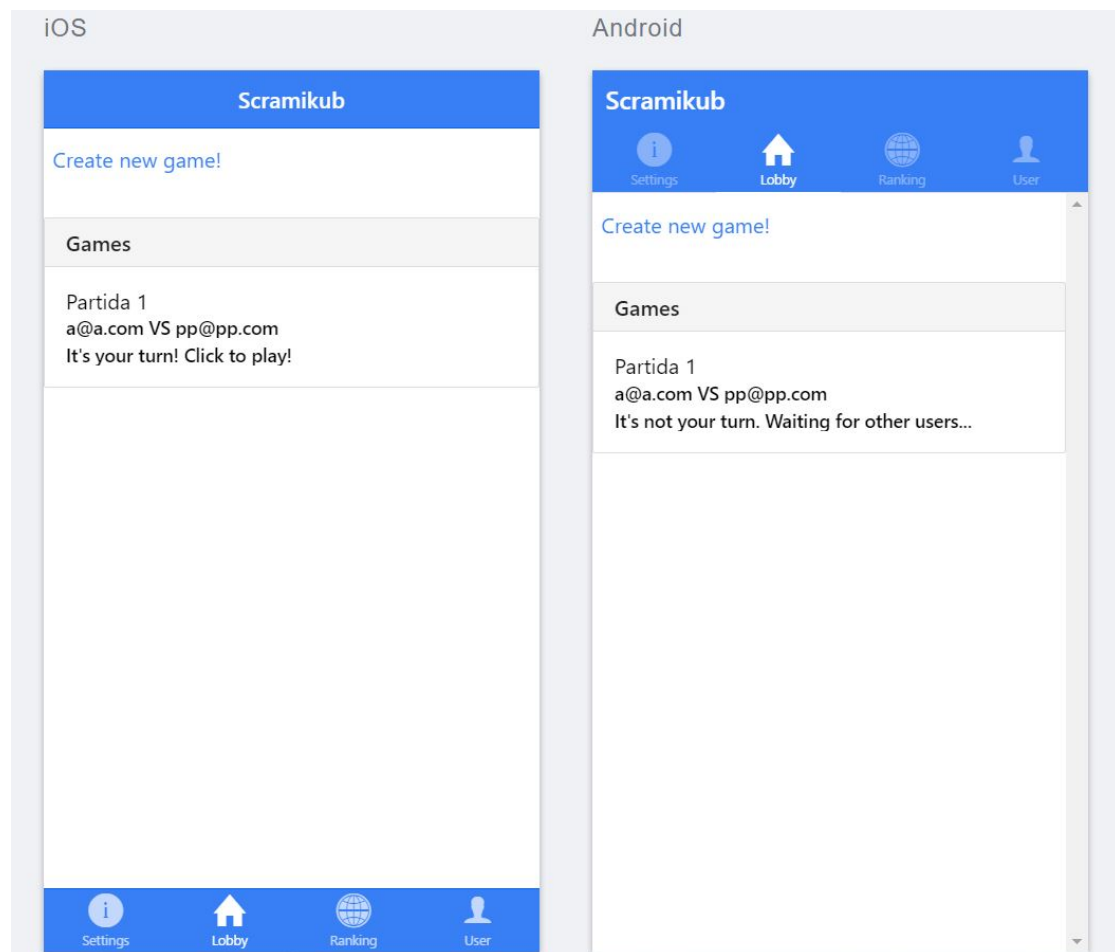 iOS
Scramikub
Create new game!
Games
Partida 1
a@a.com VS pp@pp.com
It's your turn! Click to play!
i
Settings
Lobby
Ranking
User
Android
Scramikub
i
Settings
Lobby
Ranking
User
Create new game!
Games
Partida 1
a@a.com VS pp@pp.com
It's not your turn. Waiting for other users...